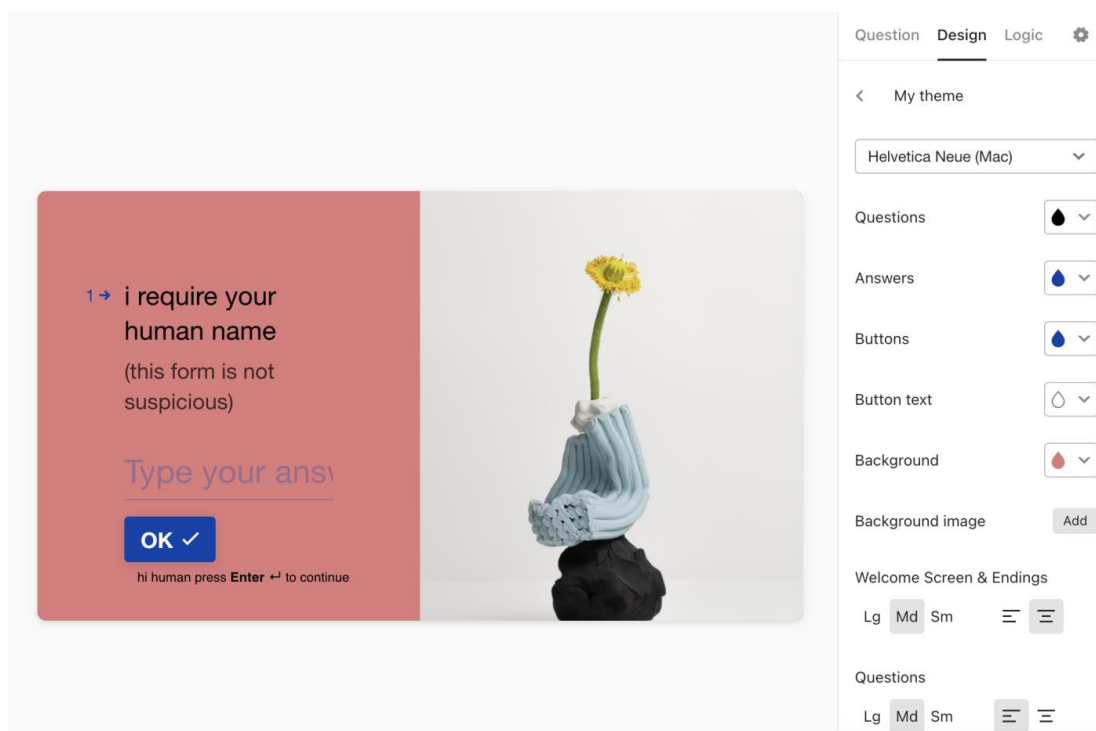 Question Design Logic
My theme
Helvetica Neue (Mac)
Questions
Answers
Buttons
Button text
Background
Background image Add
Welcome Screen & Endings
Lg Md Sm
Questions
Lg Md Sm
1 → i require your
human name
(this form is not
suspicious)
Type your answ
OK ✓
hi human press Enter ↵ to continue